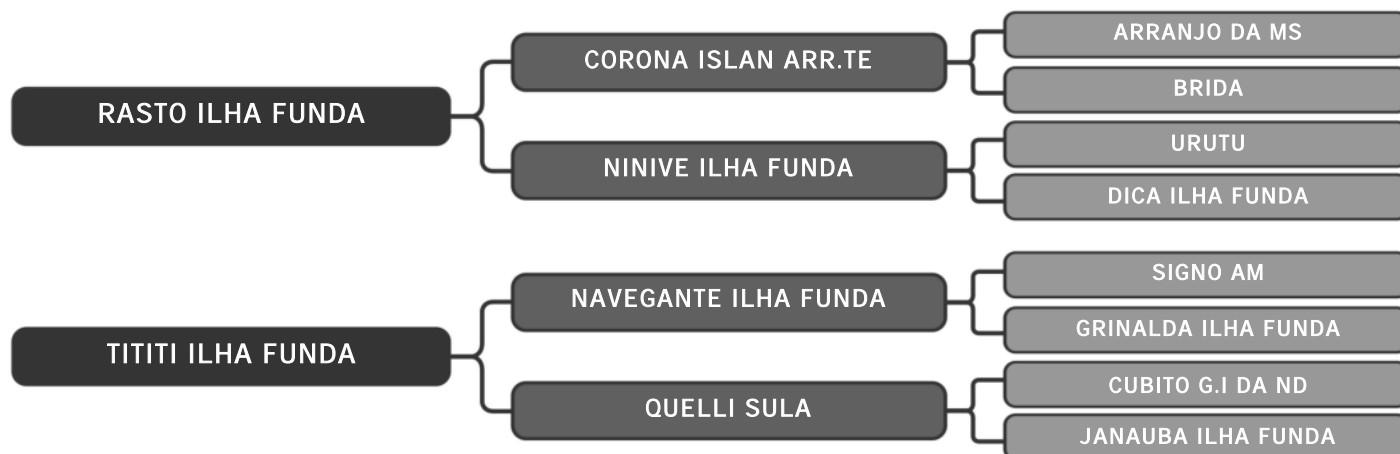 ARRANJO DA MS
CORONA ISLAN ARR.TE
BRIDA
RASTO ILHA FUNDA
URUTU
NINIVE ILHA FUNDA
DICA ILHA FUNDA
SIGNO AM
NAVEGANTE ILHA FUNDA
GRINALDA ILHA FUNDA
TITITI ILHA FUNDA
CUBITO G.I DA ND
QUELLI SULA
JANAUBA ILHA FUNDA